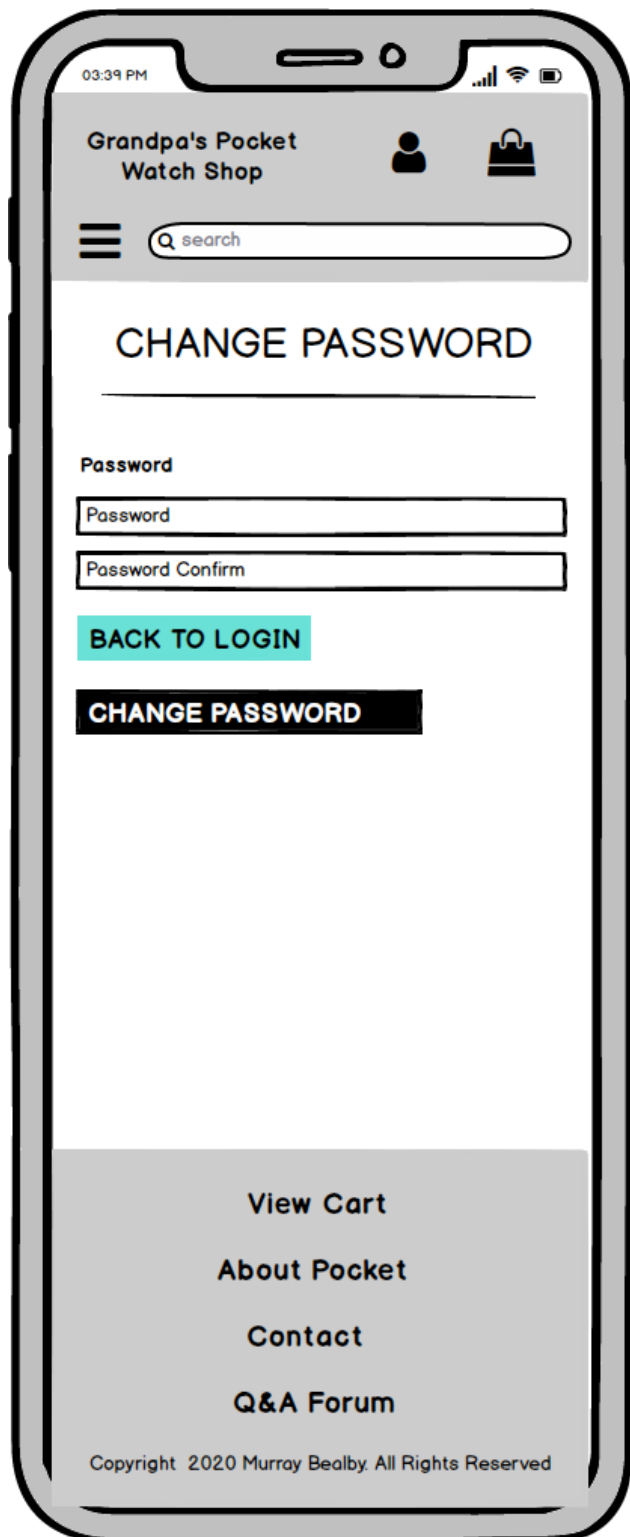 03:39 PM
Grandpa's Pocket
Watch Shop
search
CHANGE PASSWORD
Password
Password
Password Confirm
BACK TO LOGIN
CHANGE PASSWORD
View Cart
About Pocket
Contact
Q&A Forum
Copyright 2020 Murray Bealby. All Rights Reserved